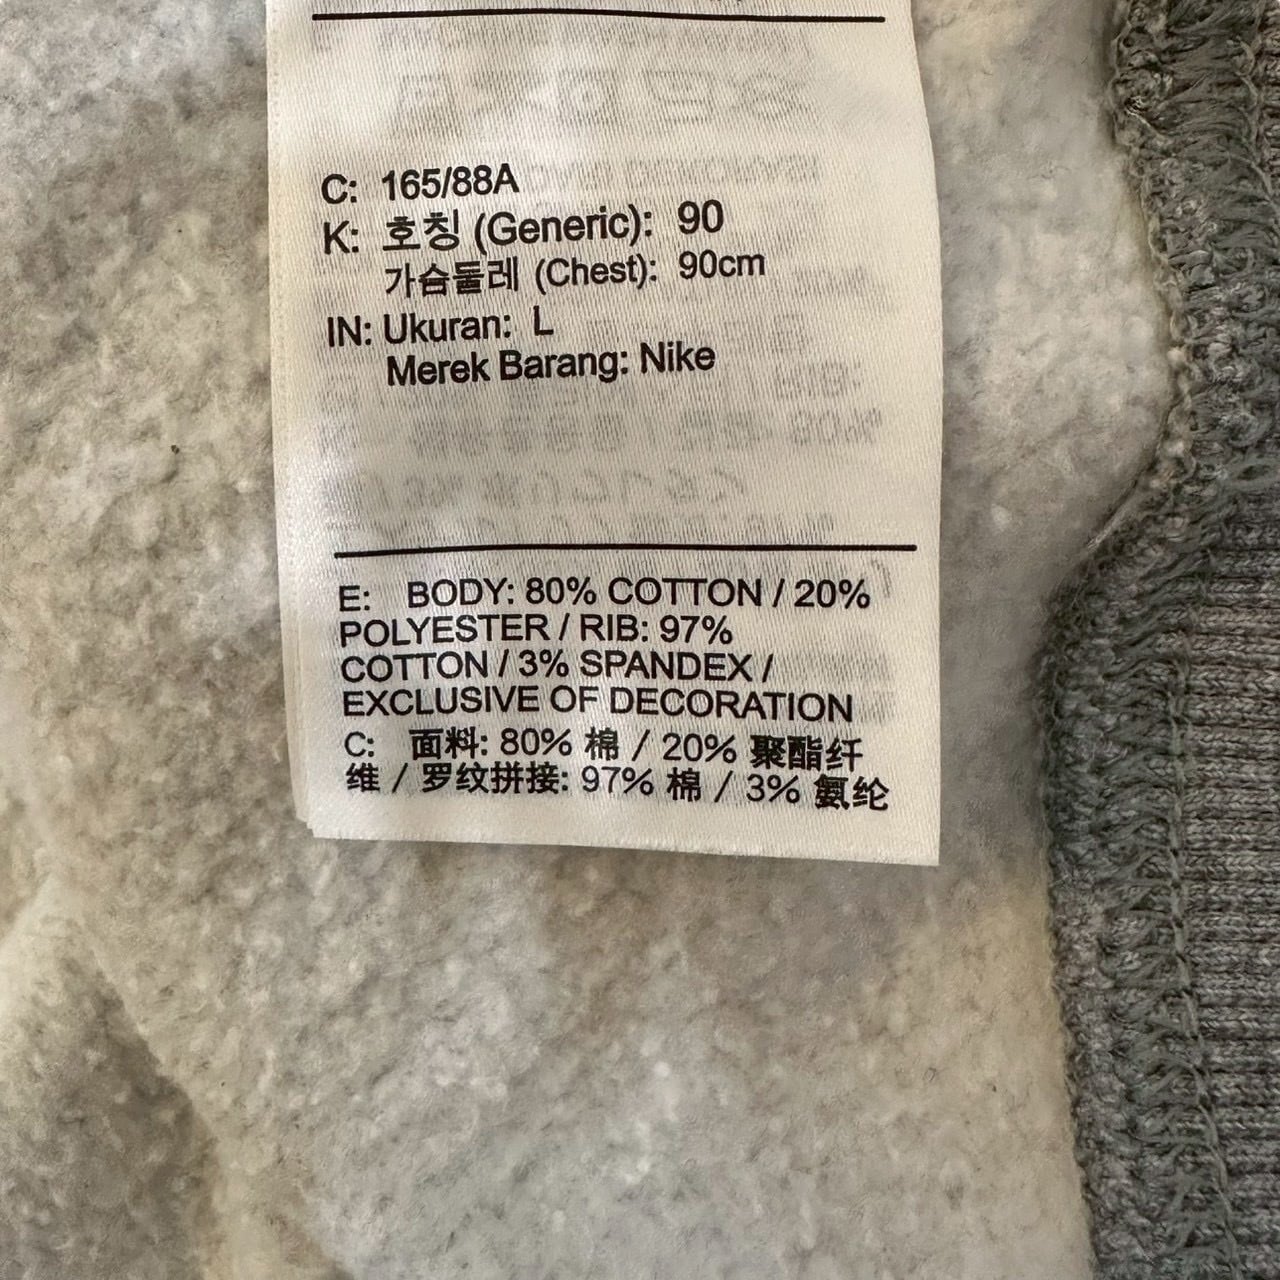 C: 165/88A
K: 호칭 (Generic): 90
가슴둘레 (Chest): 90cm
IN: Ukuran: L
Merek Barang: Nike
E: BODY: 80% COTTON / 20%
POLYESTER / RIB: 97%
COTTON / 3% SPANDEX /
EXCLUSIVE OF DECORATION
C: 面料: 80% 棉 / 20% 聚酯纤
维 / 罗纹拼接: 97% 棉 / 3% 氨纶